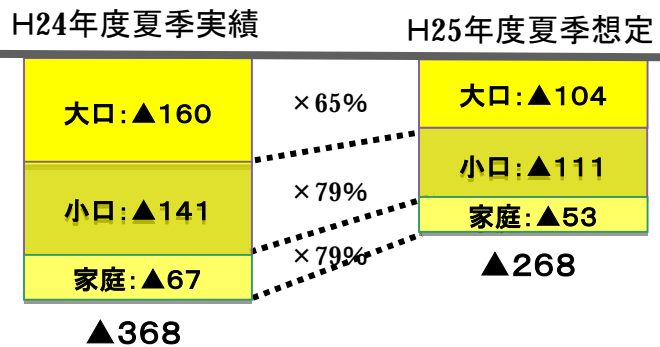 H24年度夏季実績
H25年度夏季想定
大口：▲160
×65%
大口：▲104
小口：▲141
×79%
小口：▲111
家庭：▲67
×79%
家庭：▲53
▲368
▲268